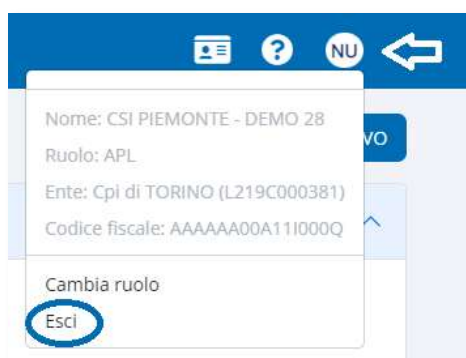 NU
Nome: CSI PIEMONTE - DEMO 28
VO
Ruolo: APL
Ente: Cpi di TORINO (L219C000381)
Codice fiscale: AAAAAA00A11I000Q
Cambia ruolo
Esci